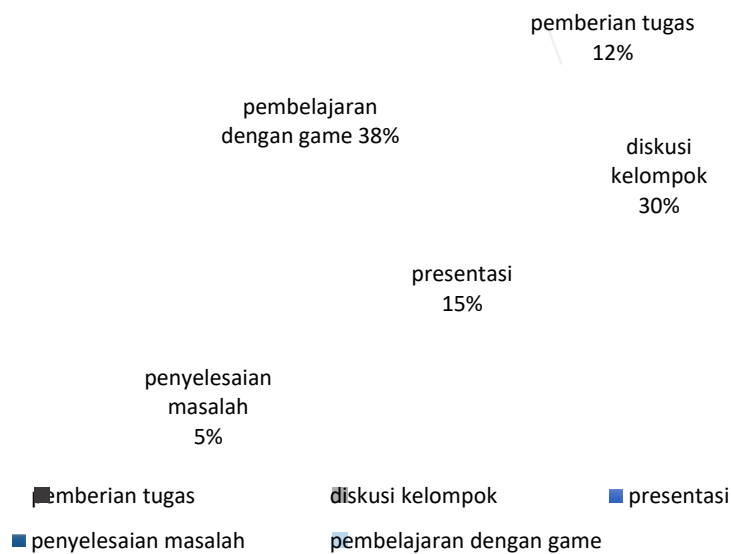 pemberian tugas
12%
pembelajaran
dengan game 38%
diskusi
kelompok
30%
presentasi
15%
penyelesaian
masalah
5%
pemberian tugas
diskusi kelompok
presentasi
penyelesaian masalah
pembelajaran dengan game